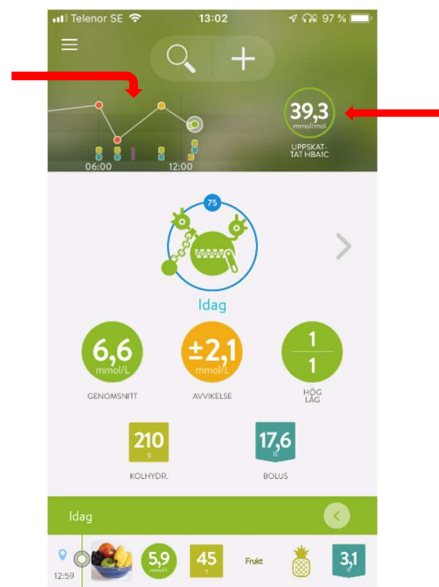 Telenor SE 13:02 97 %
39,3
mmol/mol
UPPSKAT-
TAT HBA1C
06:00 12:00
75
Idag
6,6
mmol/L
±2,1
mmol/L
1
1
GENOMSNITT
AVVIKELSE
HÖG
LÅG
210
g
17,6
E
KOLHYDR.
BOLUS
Idag
12:59
5,9
mmol/L
45
g
Frukt
3,1